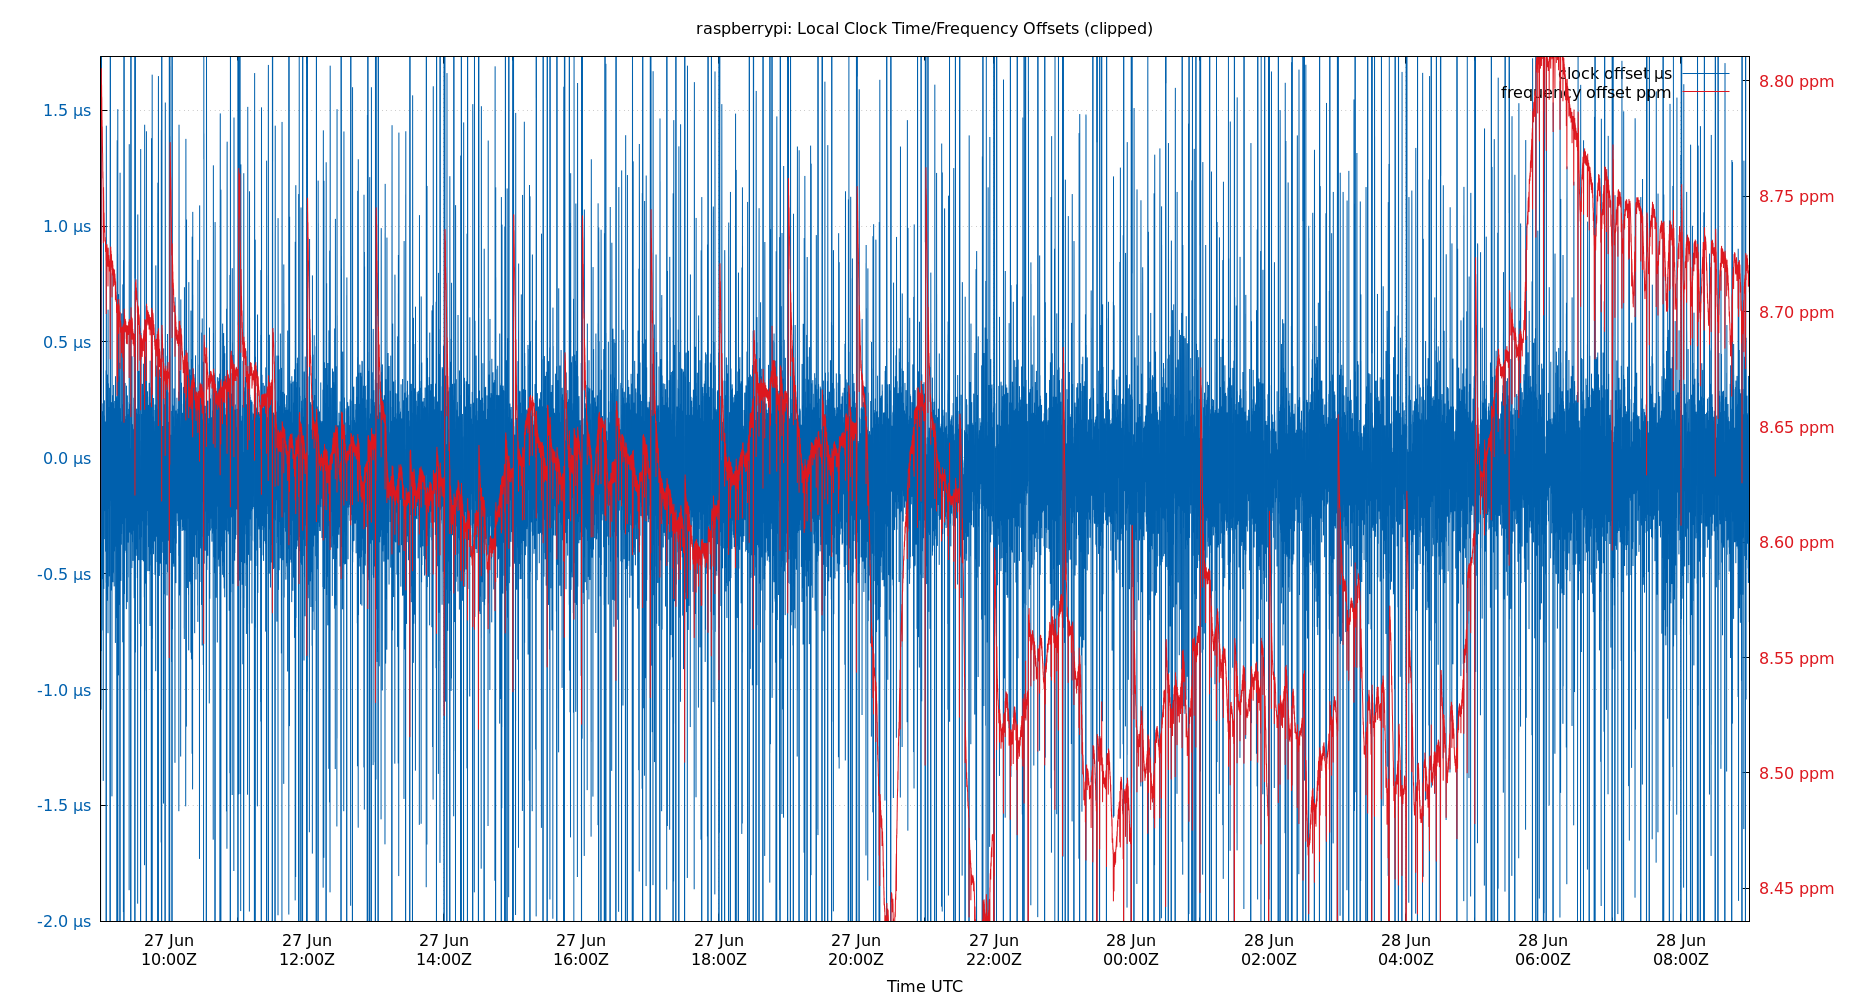 raspberrypi: Local Clock Time/Frequency Offsets (clipped)
clock offset µs
frequency offset ppm
1.5 µs
1.0 µs
0.5 µs
0.0 µs
-0.5 µs
-1.0 µs
-1.5 µs
-2.0 µs
8.80 ppm
8.75 ppm
8.70 ppm
8.65 ppm
8.60 ppm
8.55 ppm
8.50 ppm
8.45 ppm
27 Jun 27 Jun 27 Jun 27 Jun 27 Jun 27 Jun 27 Jun 28 Jun 28 Jun 28 Jun 28 Jun 28 Jun
10:00Z 12:00Z 14:00Z 16:00Z 18:00Z 20:00Z 22:00Z 00:00Z 02:00Z 04:00Z 06:00Z 08:00Z
Time UTC